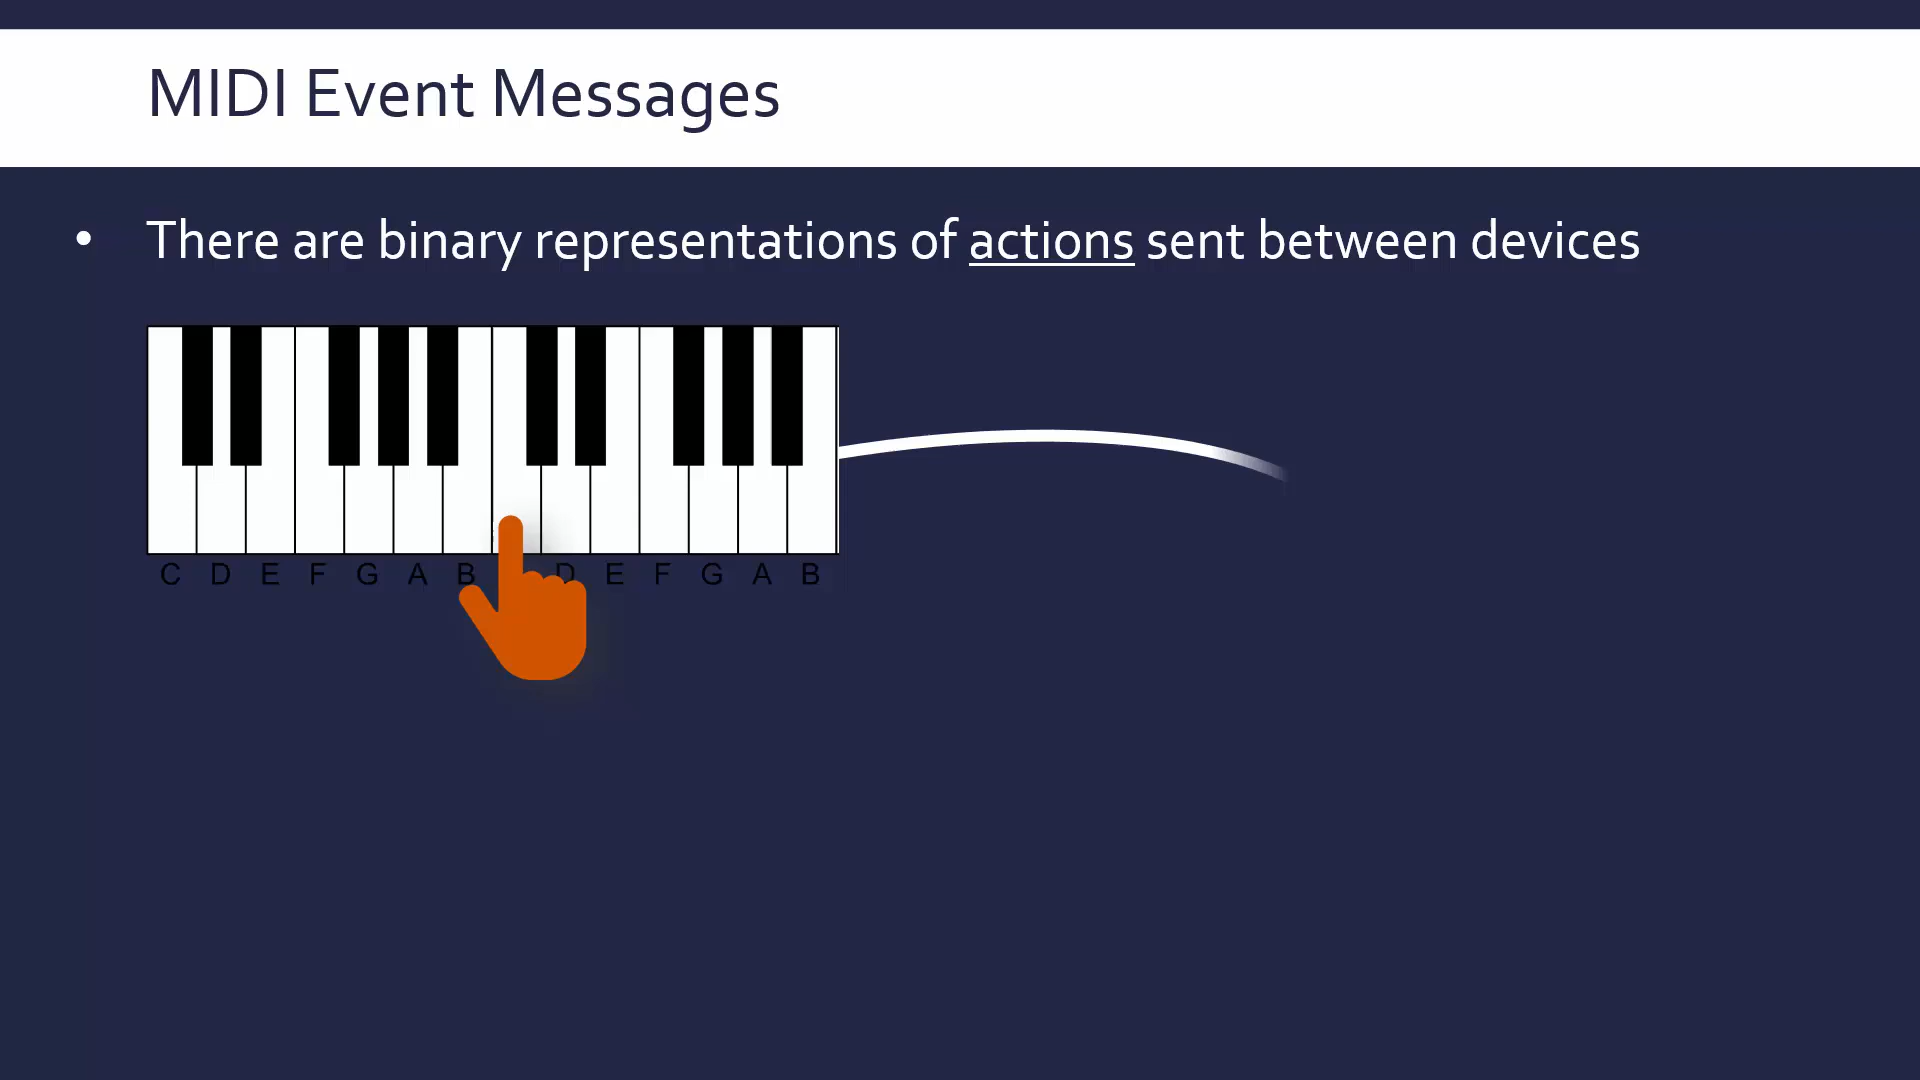 MIDI Event Messages
• There are binary representations of actions sent between devices
C D E F G A B D E F G A B